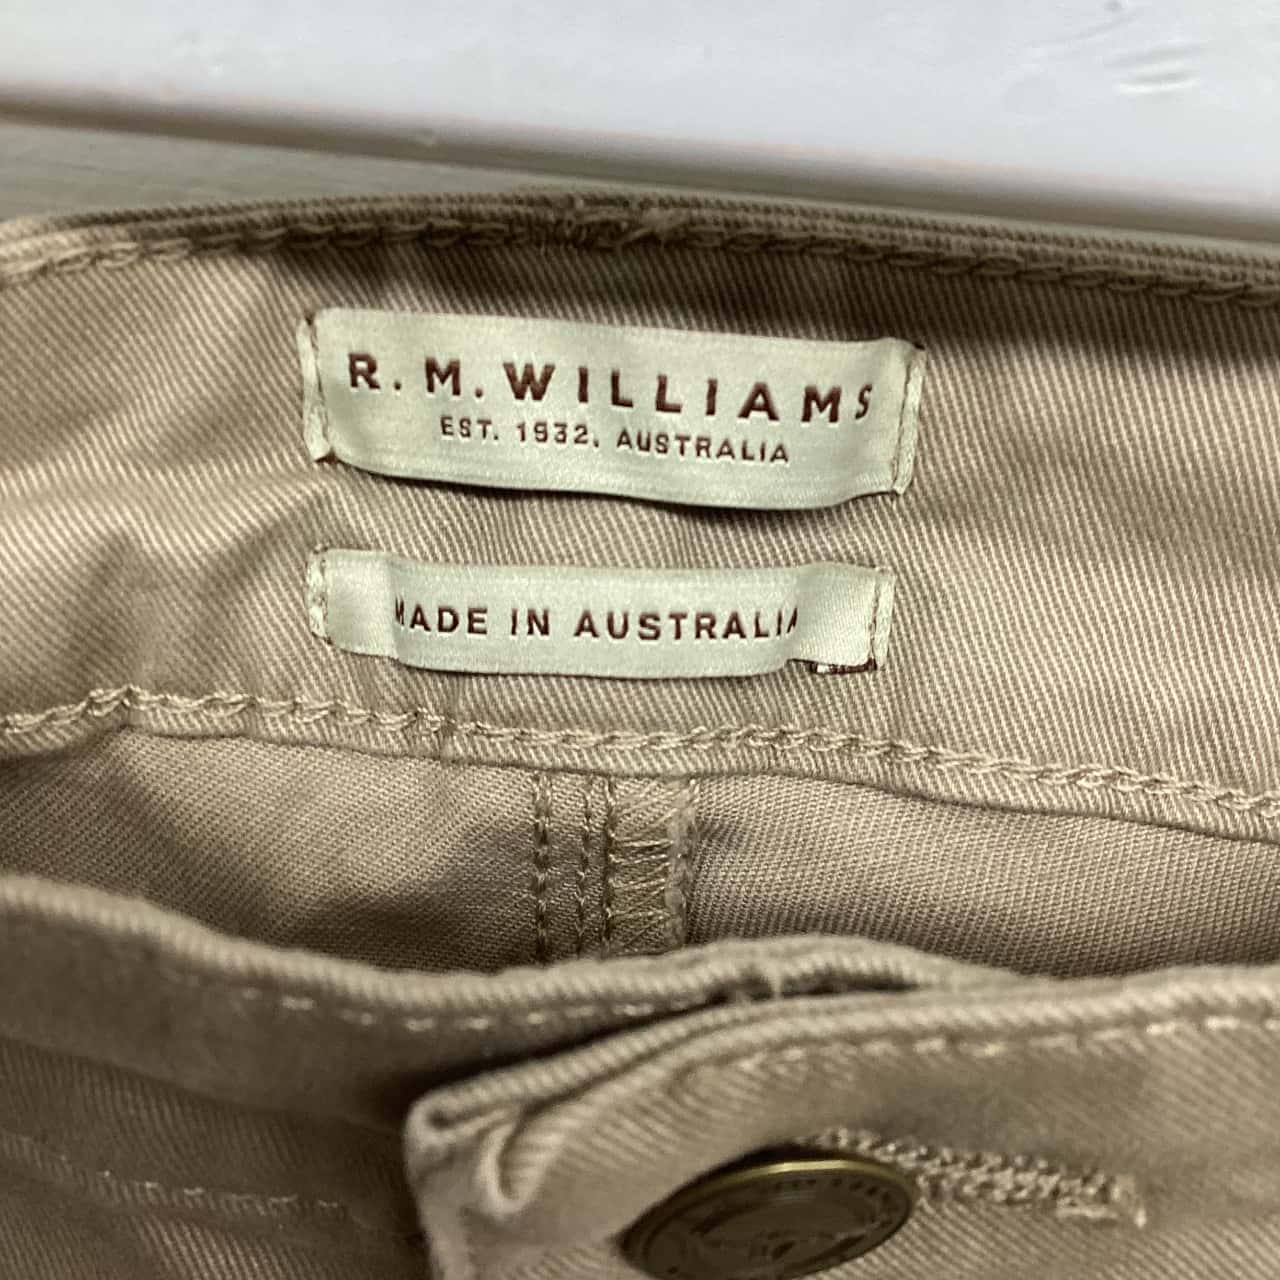 R. M. WILLIAMS
EST. 1932. AUSTRALIA
MADE IN AUSTRALIA